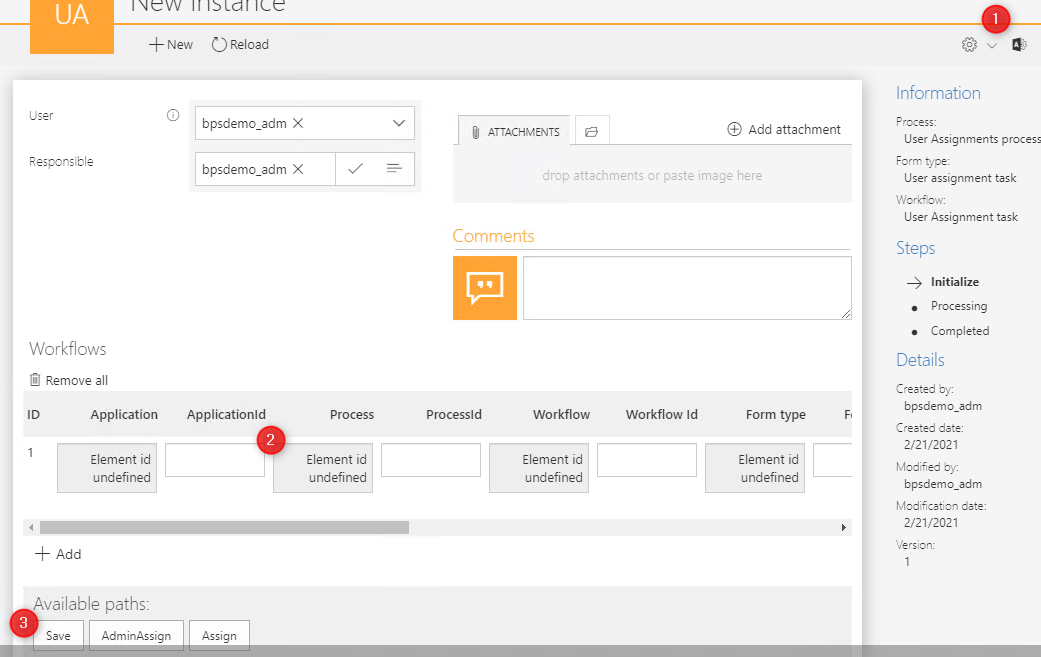 UA
New Instance
1
New
Reload
User
bpsdemo_adm
Responsible
bpsdemo_adm
ATTACHMENTS
Add attachment
drop attachments or paste image here
Comments
Workflows
Remove all
ID Application ApplicationId Process ProcessId Workflow Workflow Id Form type
2
1
Element id undefined
Element id undefined
Element id undefined
Element id undefined
Add
Available paths:
3
Save
AdminAssign
Assign
Information
Process:
User Assignments process
Form type:
User assignment task
Workflow:
User Assignment task
Steps
Initialize
Processing
Completed
Details
Created by:
bpsdemo_adm
Created date:
2/21/2021
Modified by:
bpsdemo_adm
Modification date:
2/21/2021
Version:
1